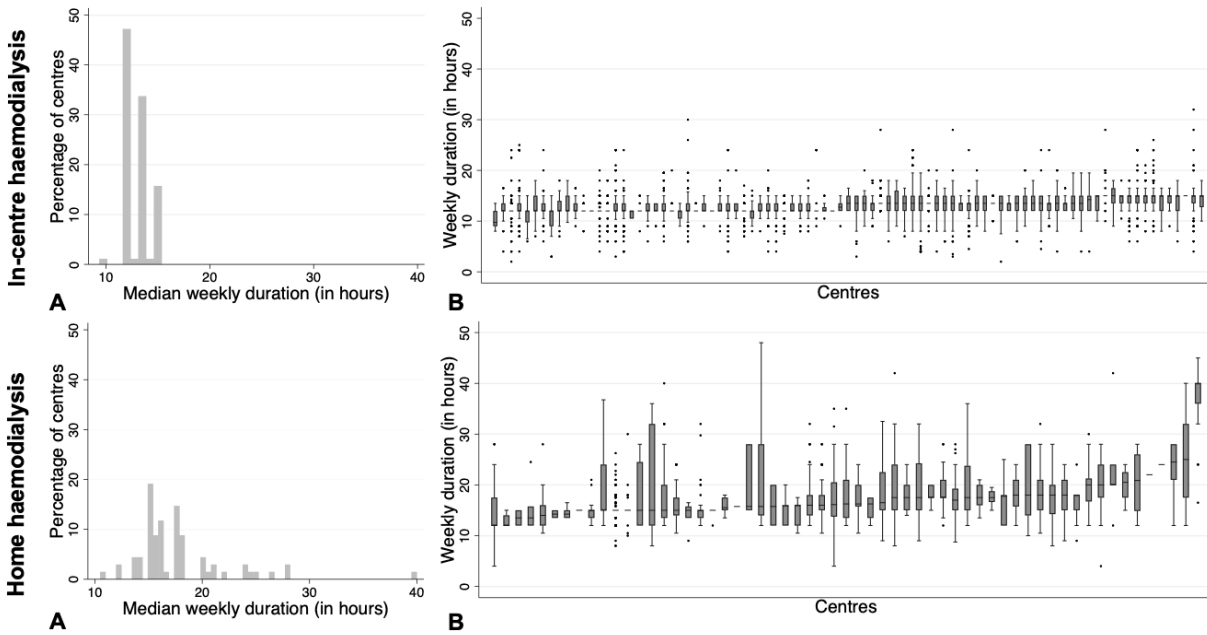 In-centre haemodialysis
Percentage of centres
50
40
30
20
10
0
10
20
30
40
Median weekly duration (in hours)
A
Weekly duration (in hours)
50
40
30
20
10
0
Centres
B
Home haemodialysis
Percentage of centres
50
40
30
20
10
0
10
20
30
40
Median weekly duration (in hours)
A
Weekly duration (in hours)
50
40
30
20
10
0
Centres
B